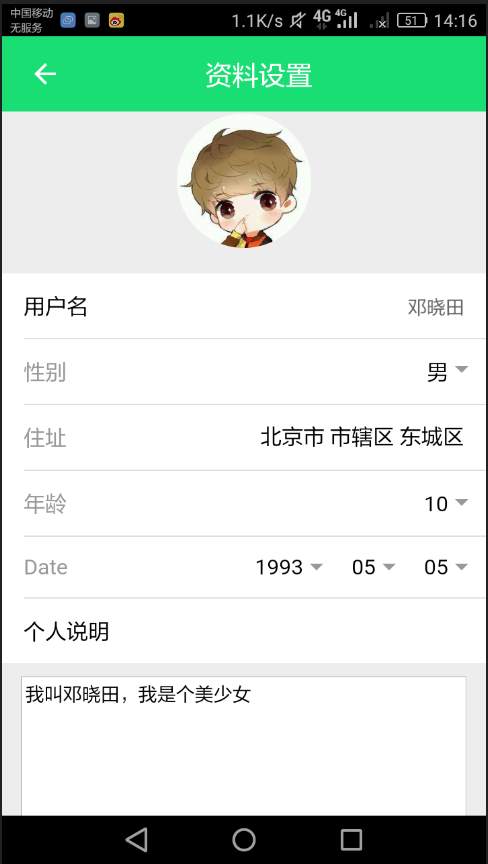 中国移动
无服务
1.1K/s 4G 4G 51 14:16
资料设置
用户名 邓晓田
性别 男
住址 北京市 市辖区 东城区
年龄 10
Date 1993 05 05
个人说明
我叫邓晓田，我是个美少女